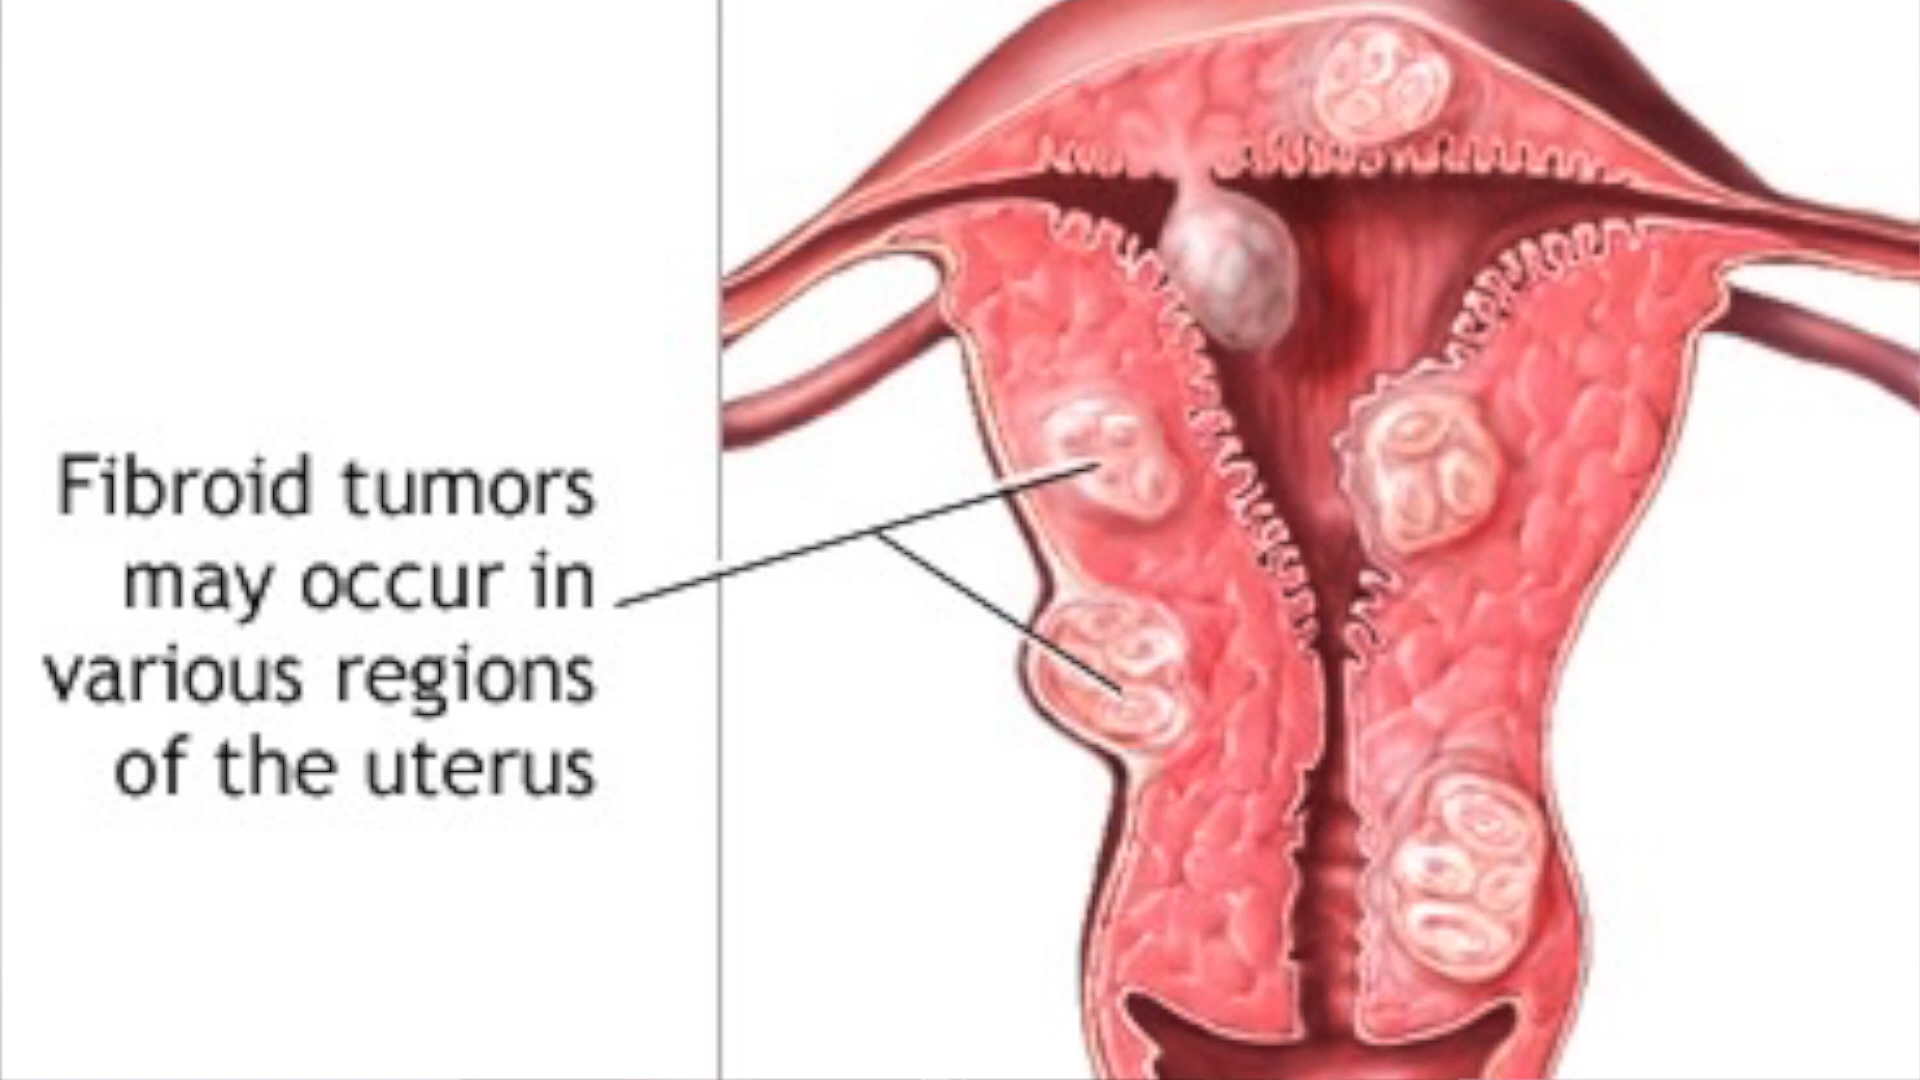 Fibroid tumors
may occur in
various regions
of the uterus